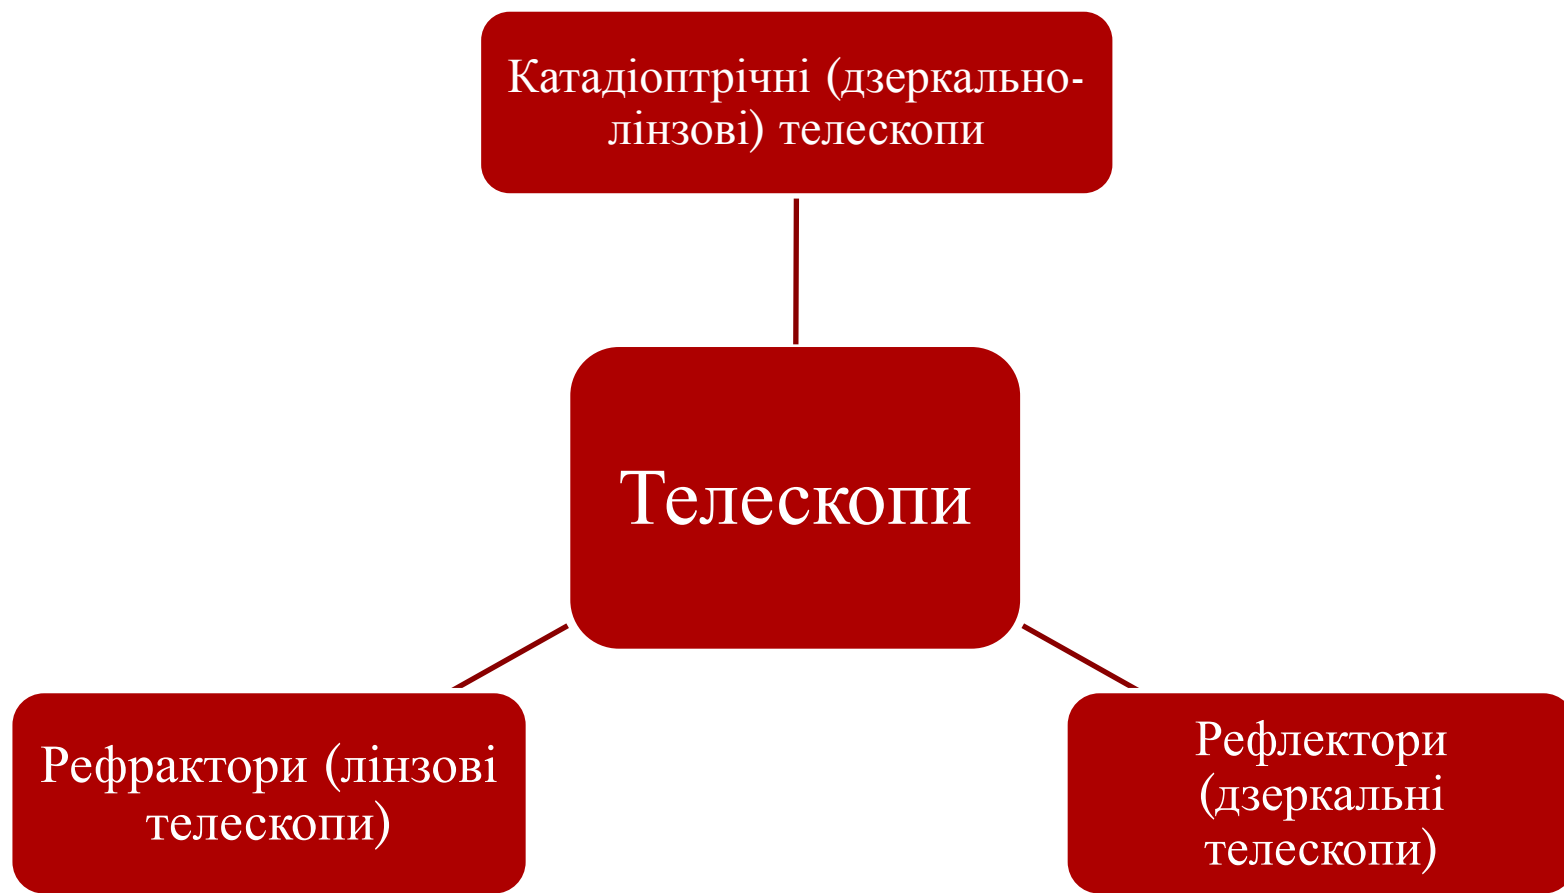 Катадіоптрічні (дзеркально-
лінзові) телескопи
Телескопи
Рефрактори (лінзові
телескопи)
Рефлектори
(дзеркальні
телескопи)